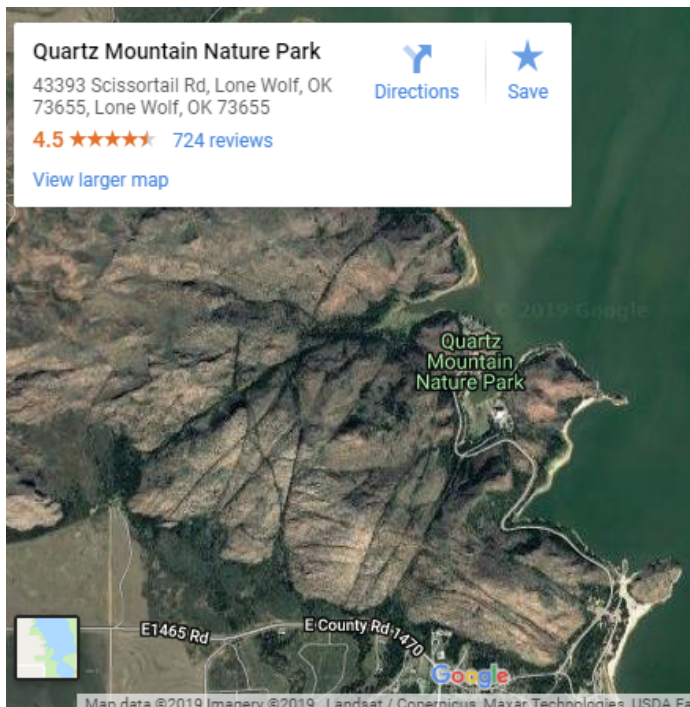 Quartz Mountain Nature Park
43393 Scissortail Rd, Lone Wolf, OK
73655, Lone Wolf, OK 73655
Directions
Save
4.5
724 reviews
View larger map
© 2019 Google
Quartz
Mountain
Nature Park
E1465 Rd
E County Rd 1470
Google
Map data ©2019 Imagery ©2019 , Landsat / Copernicus, Maxar Technologies, USDA